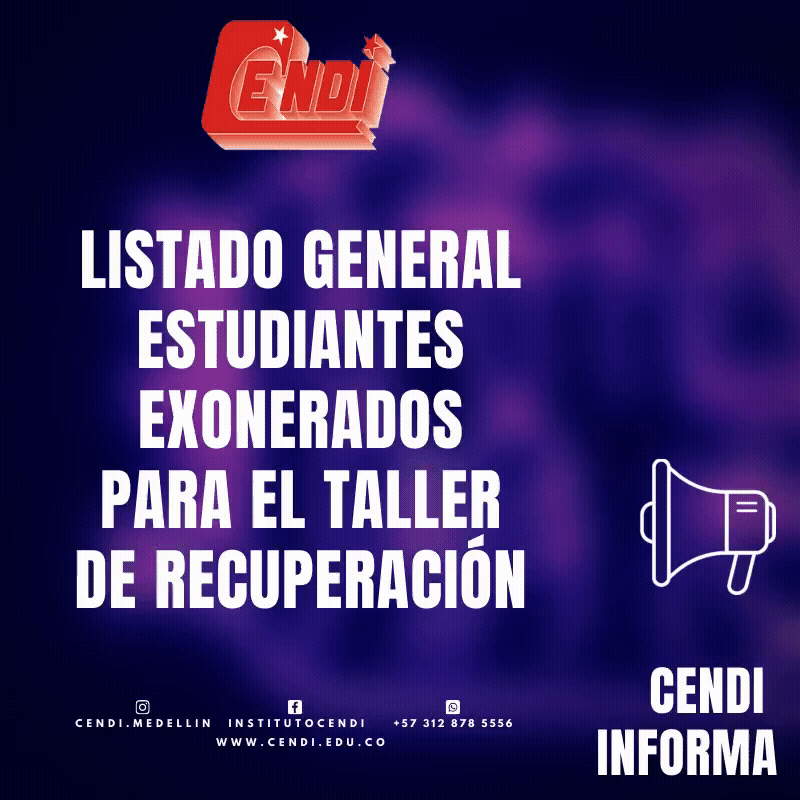 CENDI
LISTADO GENERAL
ESTUDIANTES
EXONERADOS
PARA EL TALLER
DE RECUPERACIÓN
CENDI.MEDELLIN INSTITUTOCENDI +57 312 878 5556
WWW.CENDI.EDU.CO
CENDI
INFORMA